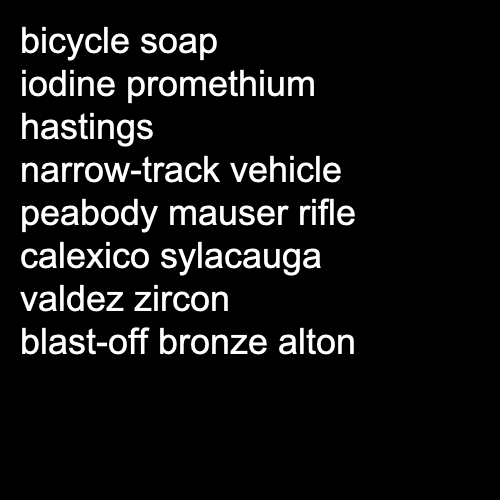 bicycle soap
iodine promethium
hastings
narrow-track vehicle
peabody mauser rifle
calexico sylacauga
valdez zircon
blast-off bronze alton